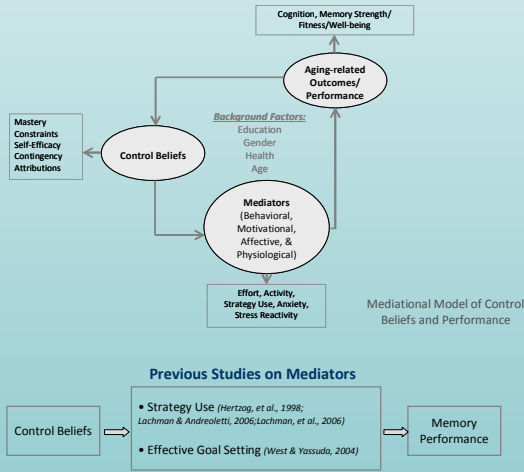 Cognition, Memory Strength/
Fitness/Well-being
Aging-related
Outcomes/
Performance
Background Factors:
Education
Gender
Health
Age
Mastery
Constraints
Self-Efficacy
Contingency
Attributions
Control Beliefs
Mediators
(Behavioral,
Motivational,
Affective, &
Physiological)
Effort, Activity,
Strategy Use, Anxiety,
Stress Reactivity
Mediational Model of Control
Beliefs and Performance
Previous Studies on Mediators
Control Beliefs
• Strategy Use (Hertzog, et al., 1998;
Lachman & Andreoletti, 2006;Lachman, et al., 2006)
• Effective Goal Setting (West & Yassuda, 2004)
Memory
Performance